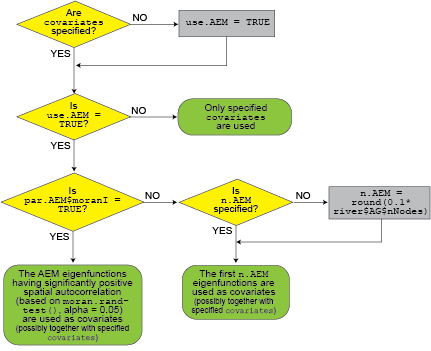 Are
covariates
specified?
NO
use.AEM = TRUE
YES
Is
use.AEM =
TRUE?
NO
Only specified
covariates
are used
YES
Is
par.AEM$moranI =
TRUE?
NO
Is
n.AEM
specified?
NO
n.AEM =
round(0.1*
river$AG$nNodes)
YES
YES
The AEM eigenfunctions
having significantly positive
spatial autocorrelation
(based on moran.rand-
test(), alpha = 0.05)
are used as covariates
(possibly together with specified
covariates)
The first n.AEM
eigenfunctions are
used as covariates
(possibly together with
specified covariates)